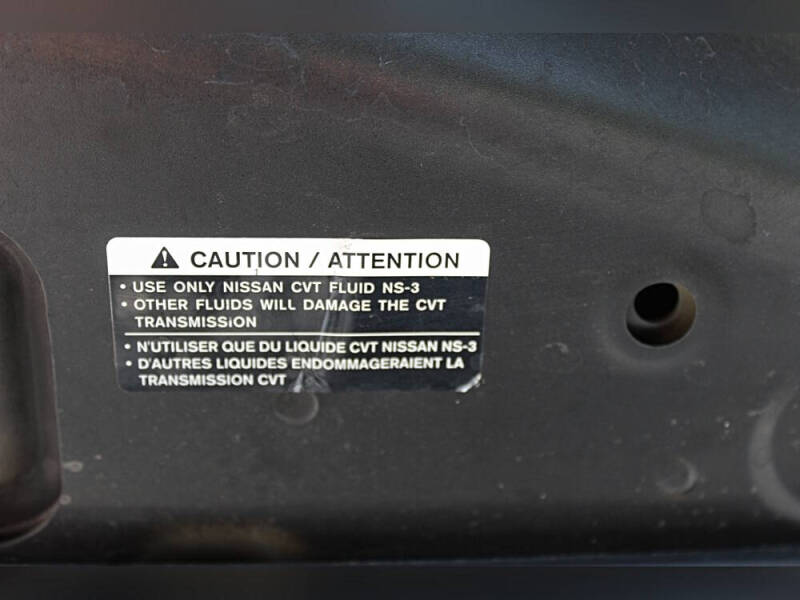 CAUTION / ATTENTION
• USE ONLY NISSAN CVT FLUID NS-3
• OTHER FLUIDS WILL DAMAGE THE CVT
TRANSMISSION
• N'UTILISER QUE DU LIQUIDE CVT NISSAN NS-3
• D'AUTRES LIQUIDES ENDOMMAGERAIENT LA
TRANSMISSION CVT